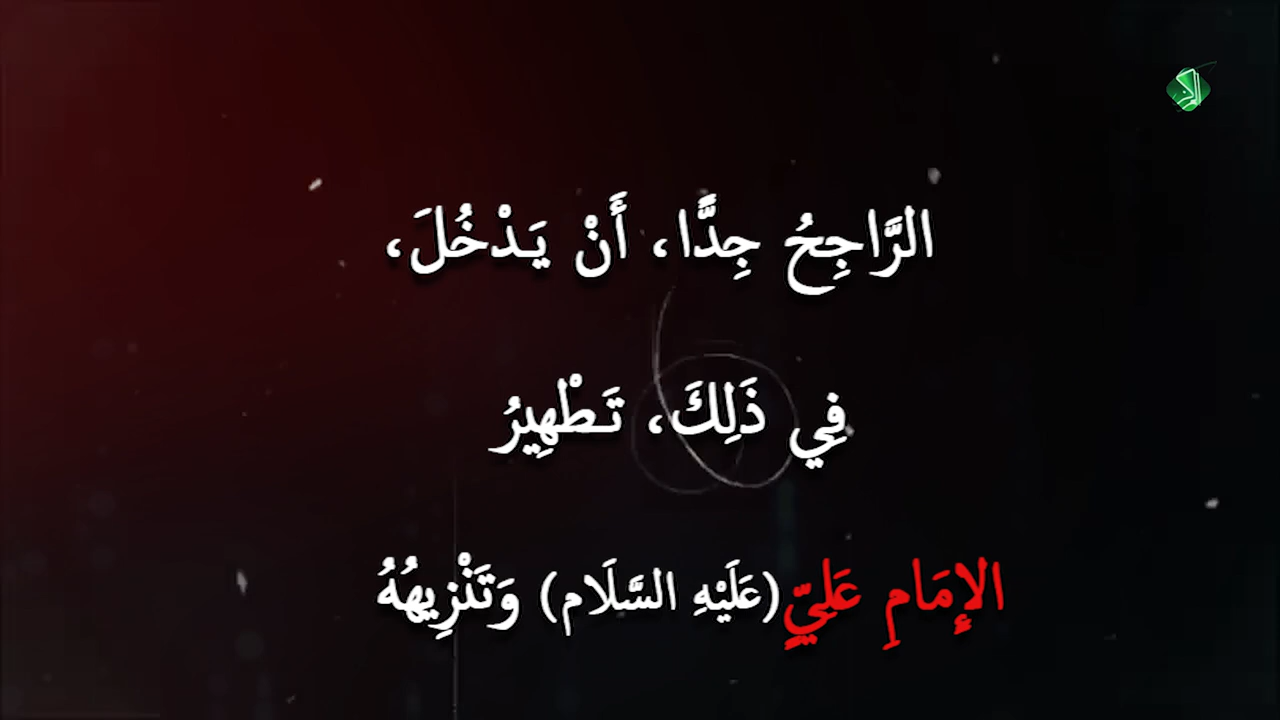 الرَّاجِحُ جِدًّا، أَنْ يَدْخُلَ،
فِي ذَلِكَ، تَطْهِيرُ
الإِمَامِ عَلِيٍّ (عَلَيْهِ السَّلَام) وَتَنْزِيهُهُ